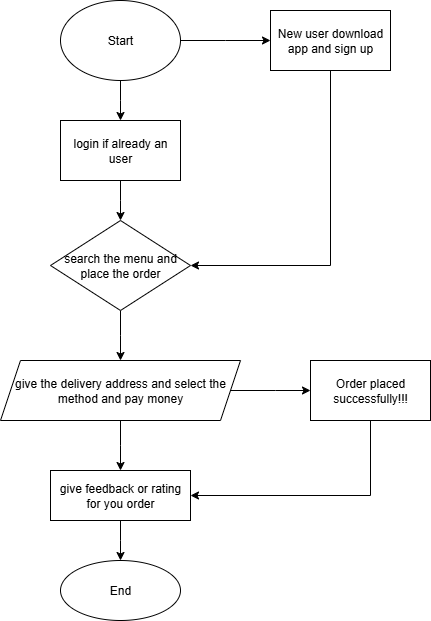 Start
New user download
app and sign up
login if already an
user
search the menu and
place the order
give the delivery address and select the
method and pay money
Order placed
successfully!!!
give feedback or rating
for you order
End